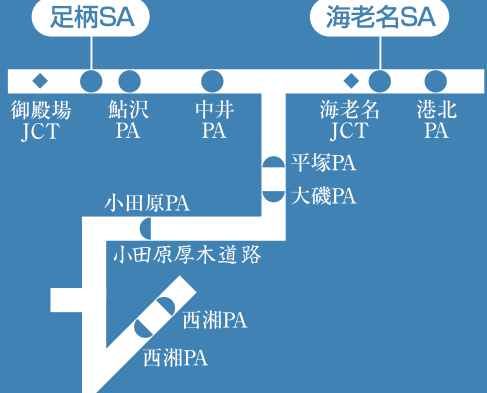 足柄SA
海老名SA
御殿場
JCT
鮎沢
PA
中井
PA
海老名
JCT
港北
PA
平塚PA
大磯PA
小田原PA
小田原厚木道路
西湘PA
西湘PA